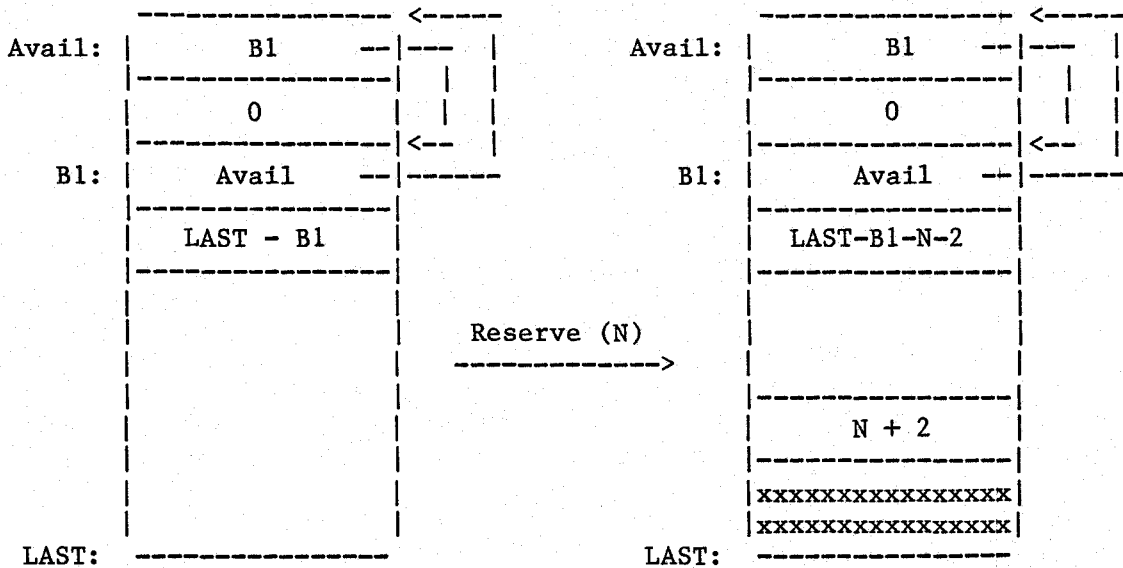 Avail: B1 Avail: B1
0 0
B1: Avail B1: Avail
LAST - B1 LAST-B1-N-2
Reserve (N)
N + 2
xxxxxxxxxxxxxxxx
xxxxxxxxxxxxxxxx
LAST: LAST: